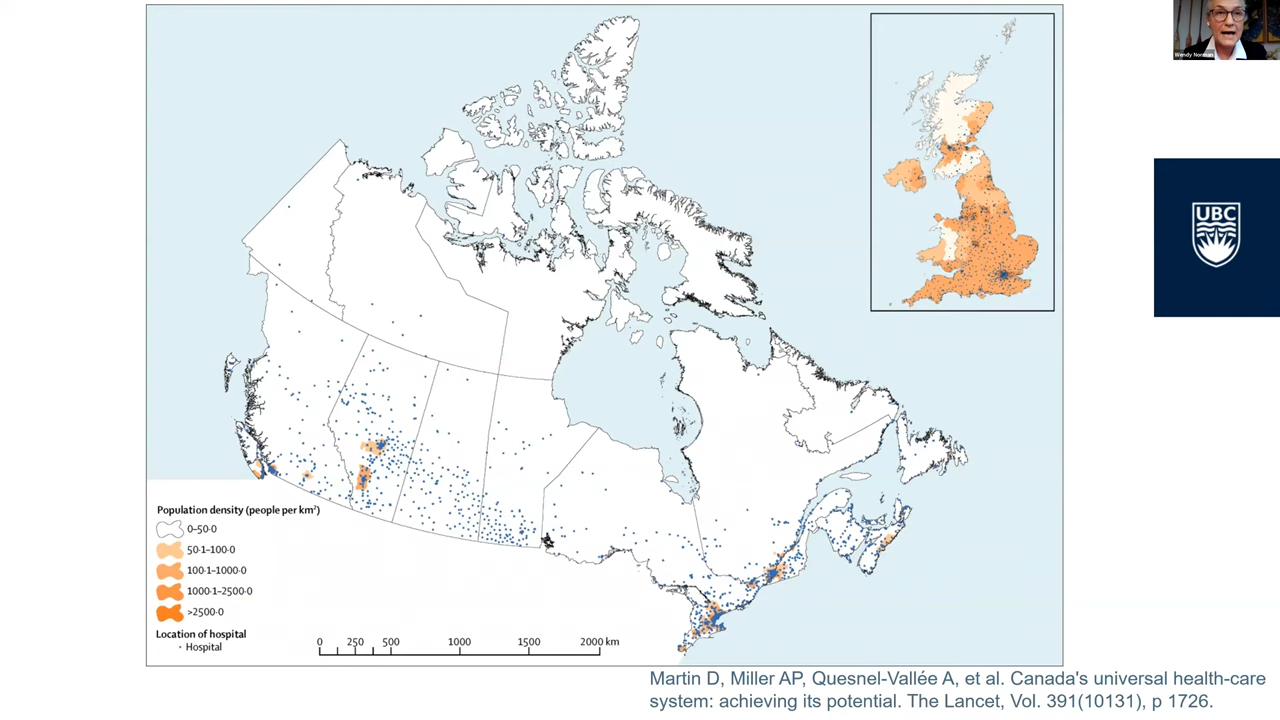 Wendy Norman
UBC
Population density (people per km²)
0–50·0
50·1–100·0
100·1–1000·0
1000·1–2500·0
>2500·0
Location of hospital
Hospital
0 250 500 1000 1500 2000 km
Martin D, Miller AP, Quesnel-Vallée A, et al. Canada's universal health-care
system: achieving its potential. The Lancet, Vol. 391(10131), p 1726.